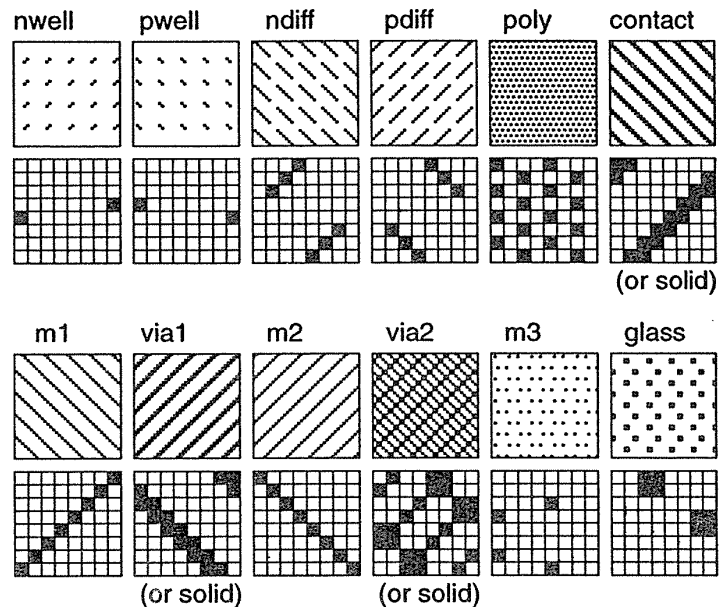 nwell pwell ndiff pdiff poly contact
(or solid)
m1 via1 m2 via2 m3 glass
(or solid) (or solid)